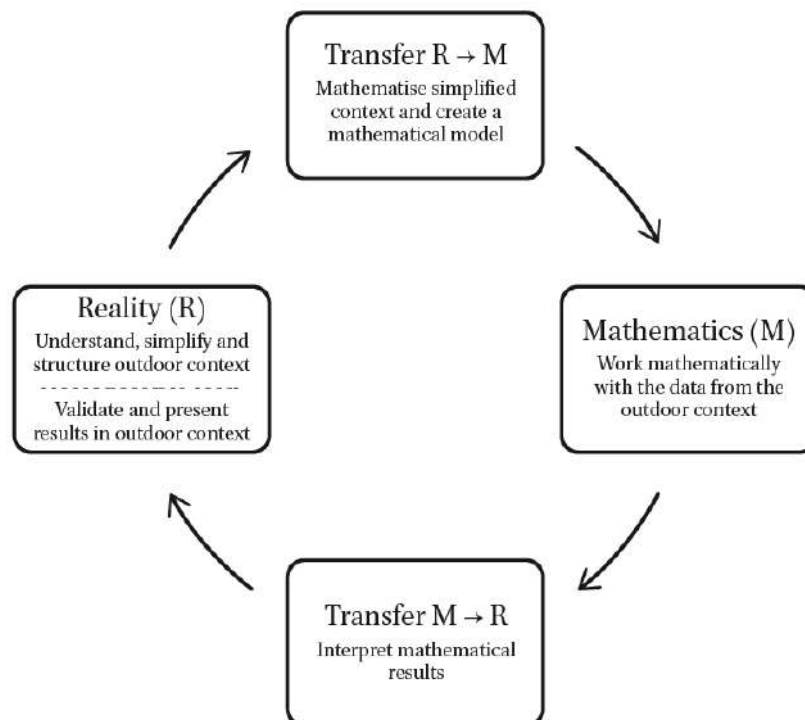 Transfer R → M
Mathematise simplified
context and create a
mathematical model
Reality (R)
Understand, simplify and
structure outdoor context
Validate and present
results in outdoor context
Mathematics (M)
Work mathematically
with the data from the
outdoor context
Transfer M → R
Interpret mathematical
results